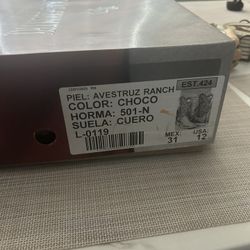 EST.424
PIEL: AVESTRUZ RANCH
COLOR: CHOCO
HORMA: 501-N
SUELA: CUERO
L-0119
MEX: USA:
31 12